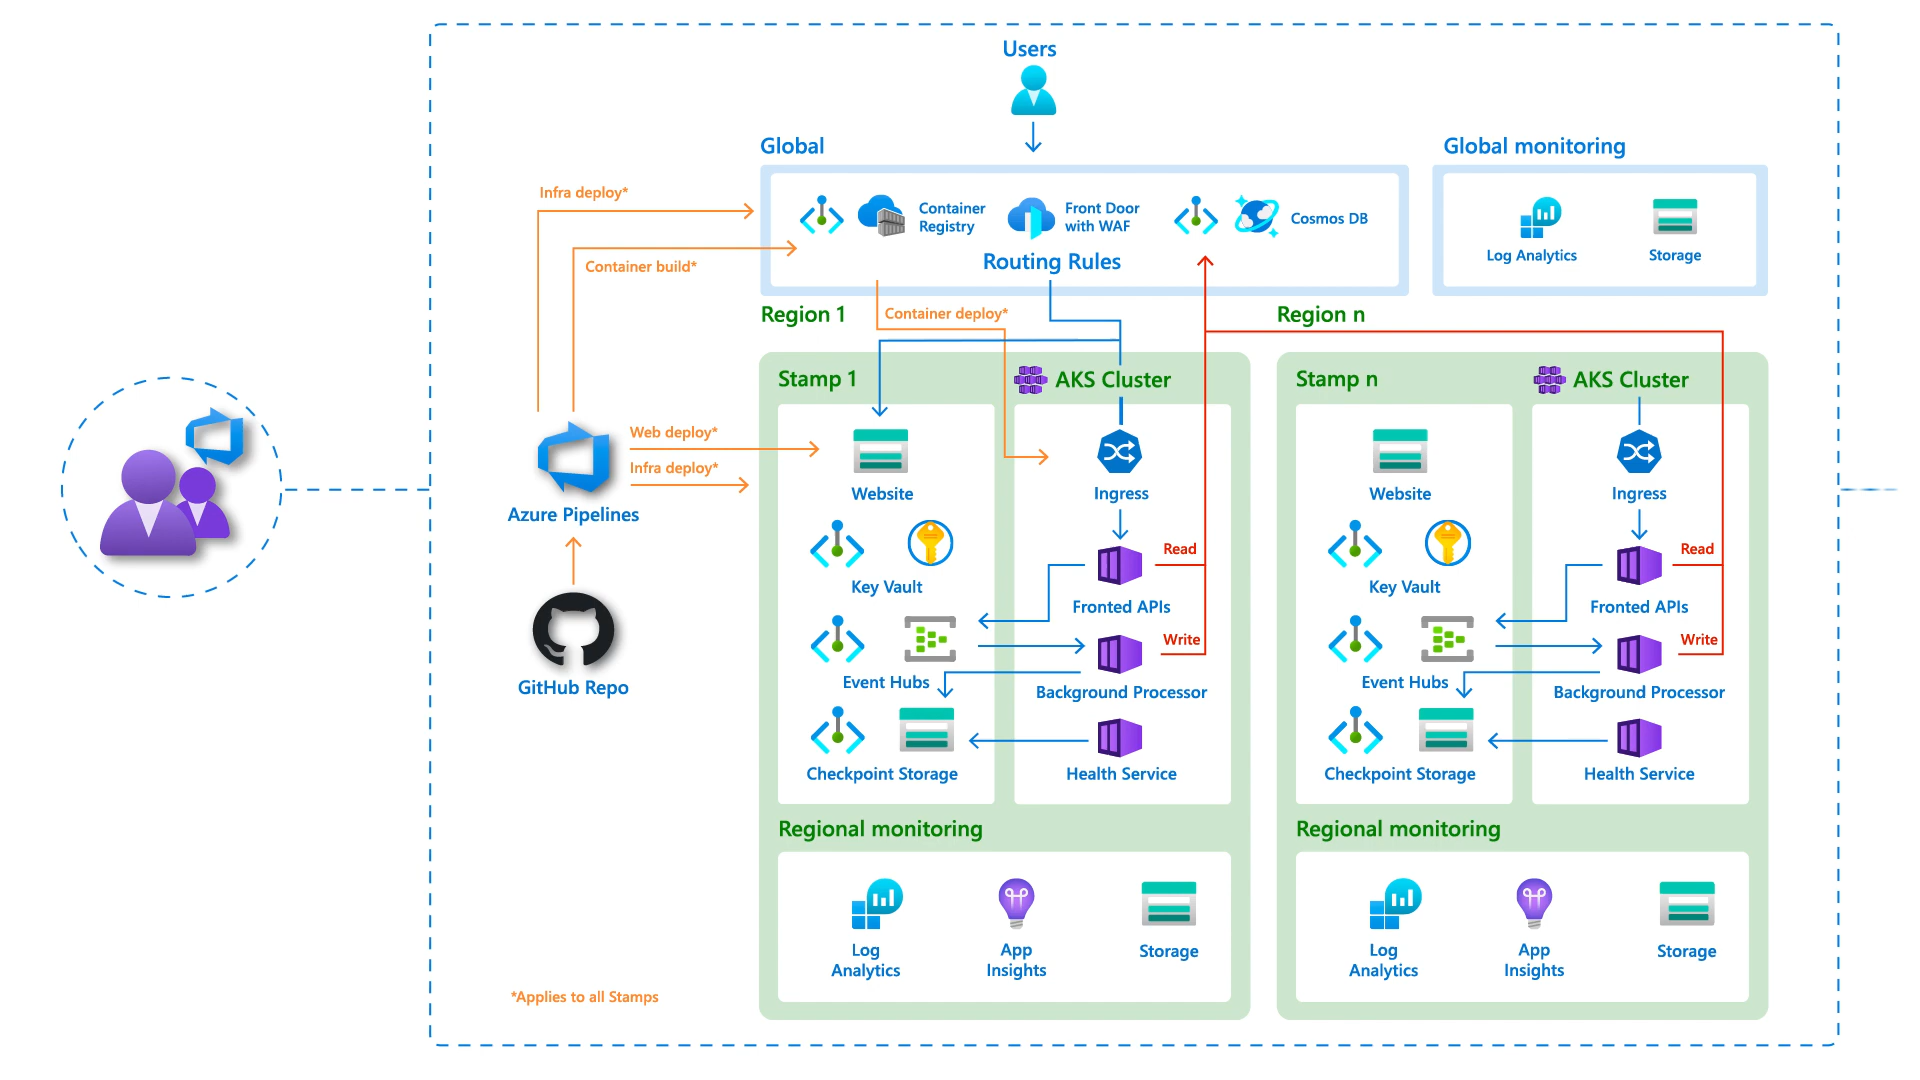 Users
Global
Global monitoring
Infra deploy*
Container
Registry
Front Door
with WAF
Cosmos DB
Routing Rules
Log Analytics
Storage
Container build*
Region 1
Container deploy*
Region n
Stamp 1
AKS Cluster
Stamp n
AKS Cluster
Web deploy*
Infra deploy*
Azure Pipelines
GitHub Repo
Website
Ingress
Key Vault
Read
Fronted APIs
Write
Event Hubs
Background Processor
Checkpoint Storage
Health Service
Website
Ingress
Key Vault
Read
Fronted APIs
Write
Event Hubs
Background Processor
Checkpoint Storage
Health Service
Regional monitoring
Log
Analytics
App
Insights
Storage
Regional monitoring
Log
Analytics
App
Insights
Storage
*Applies to all Stamps